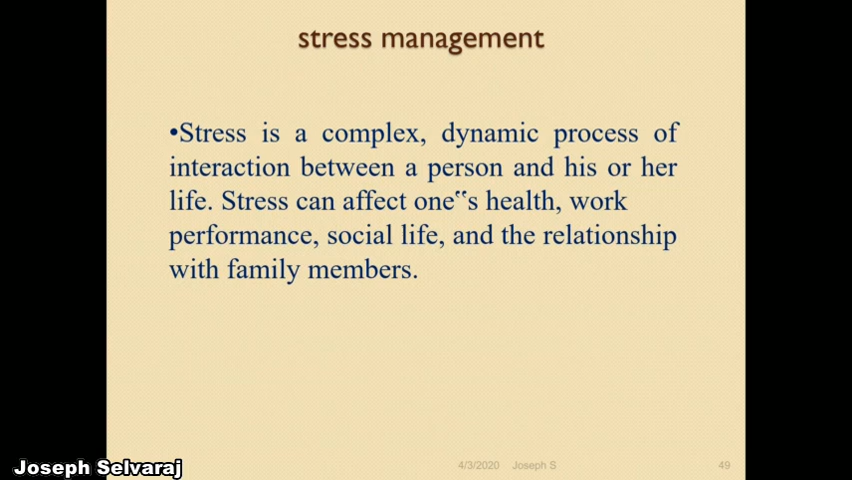 stress management
•Stress is a complex, dynamic process of
interaction between a person and his or her
life. Stress can affect one‟‟s health, work
performance, social life, and the relationship
with family members.
4/3/2020 Joseph S 49
Joseph Selvaraj